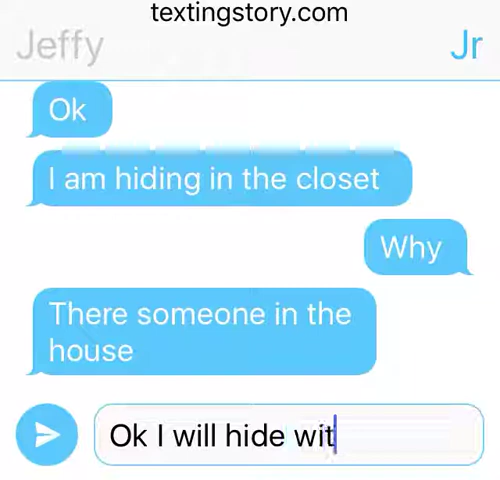 textingstory.com
Jeffy
Jr
Ok
I am hiding in the closet
Why
There someone in the
house
Ok I will hide wit